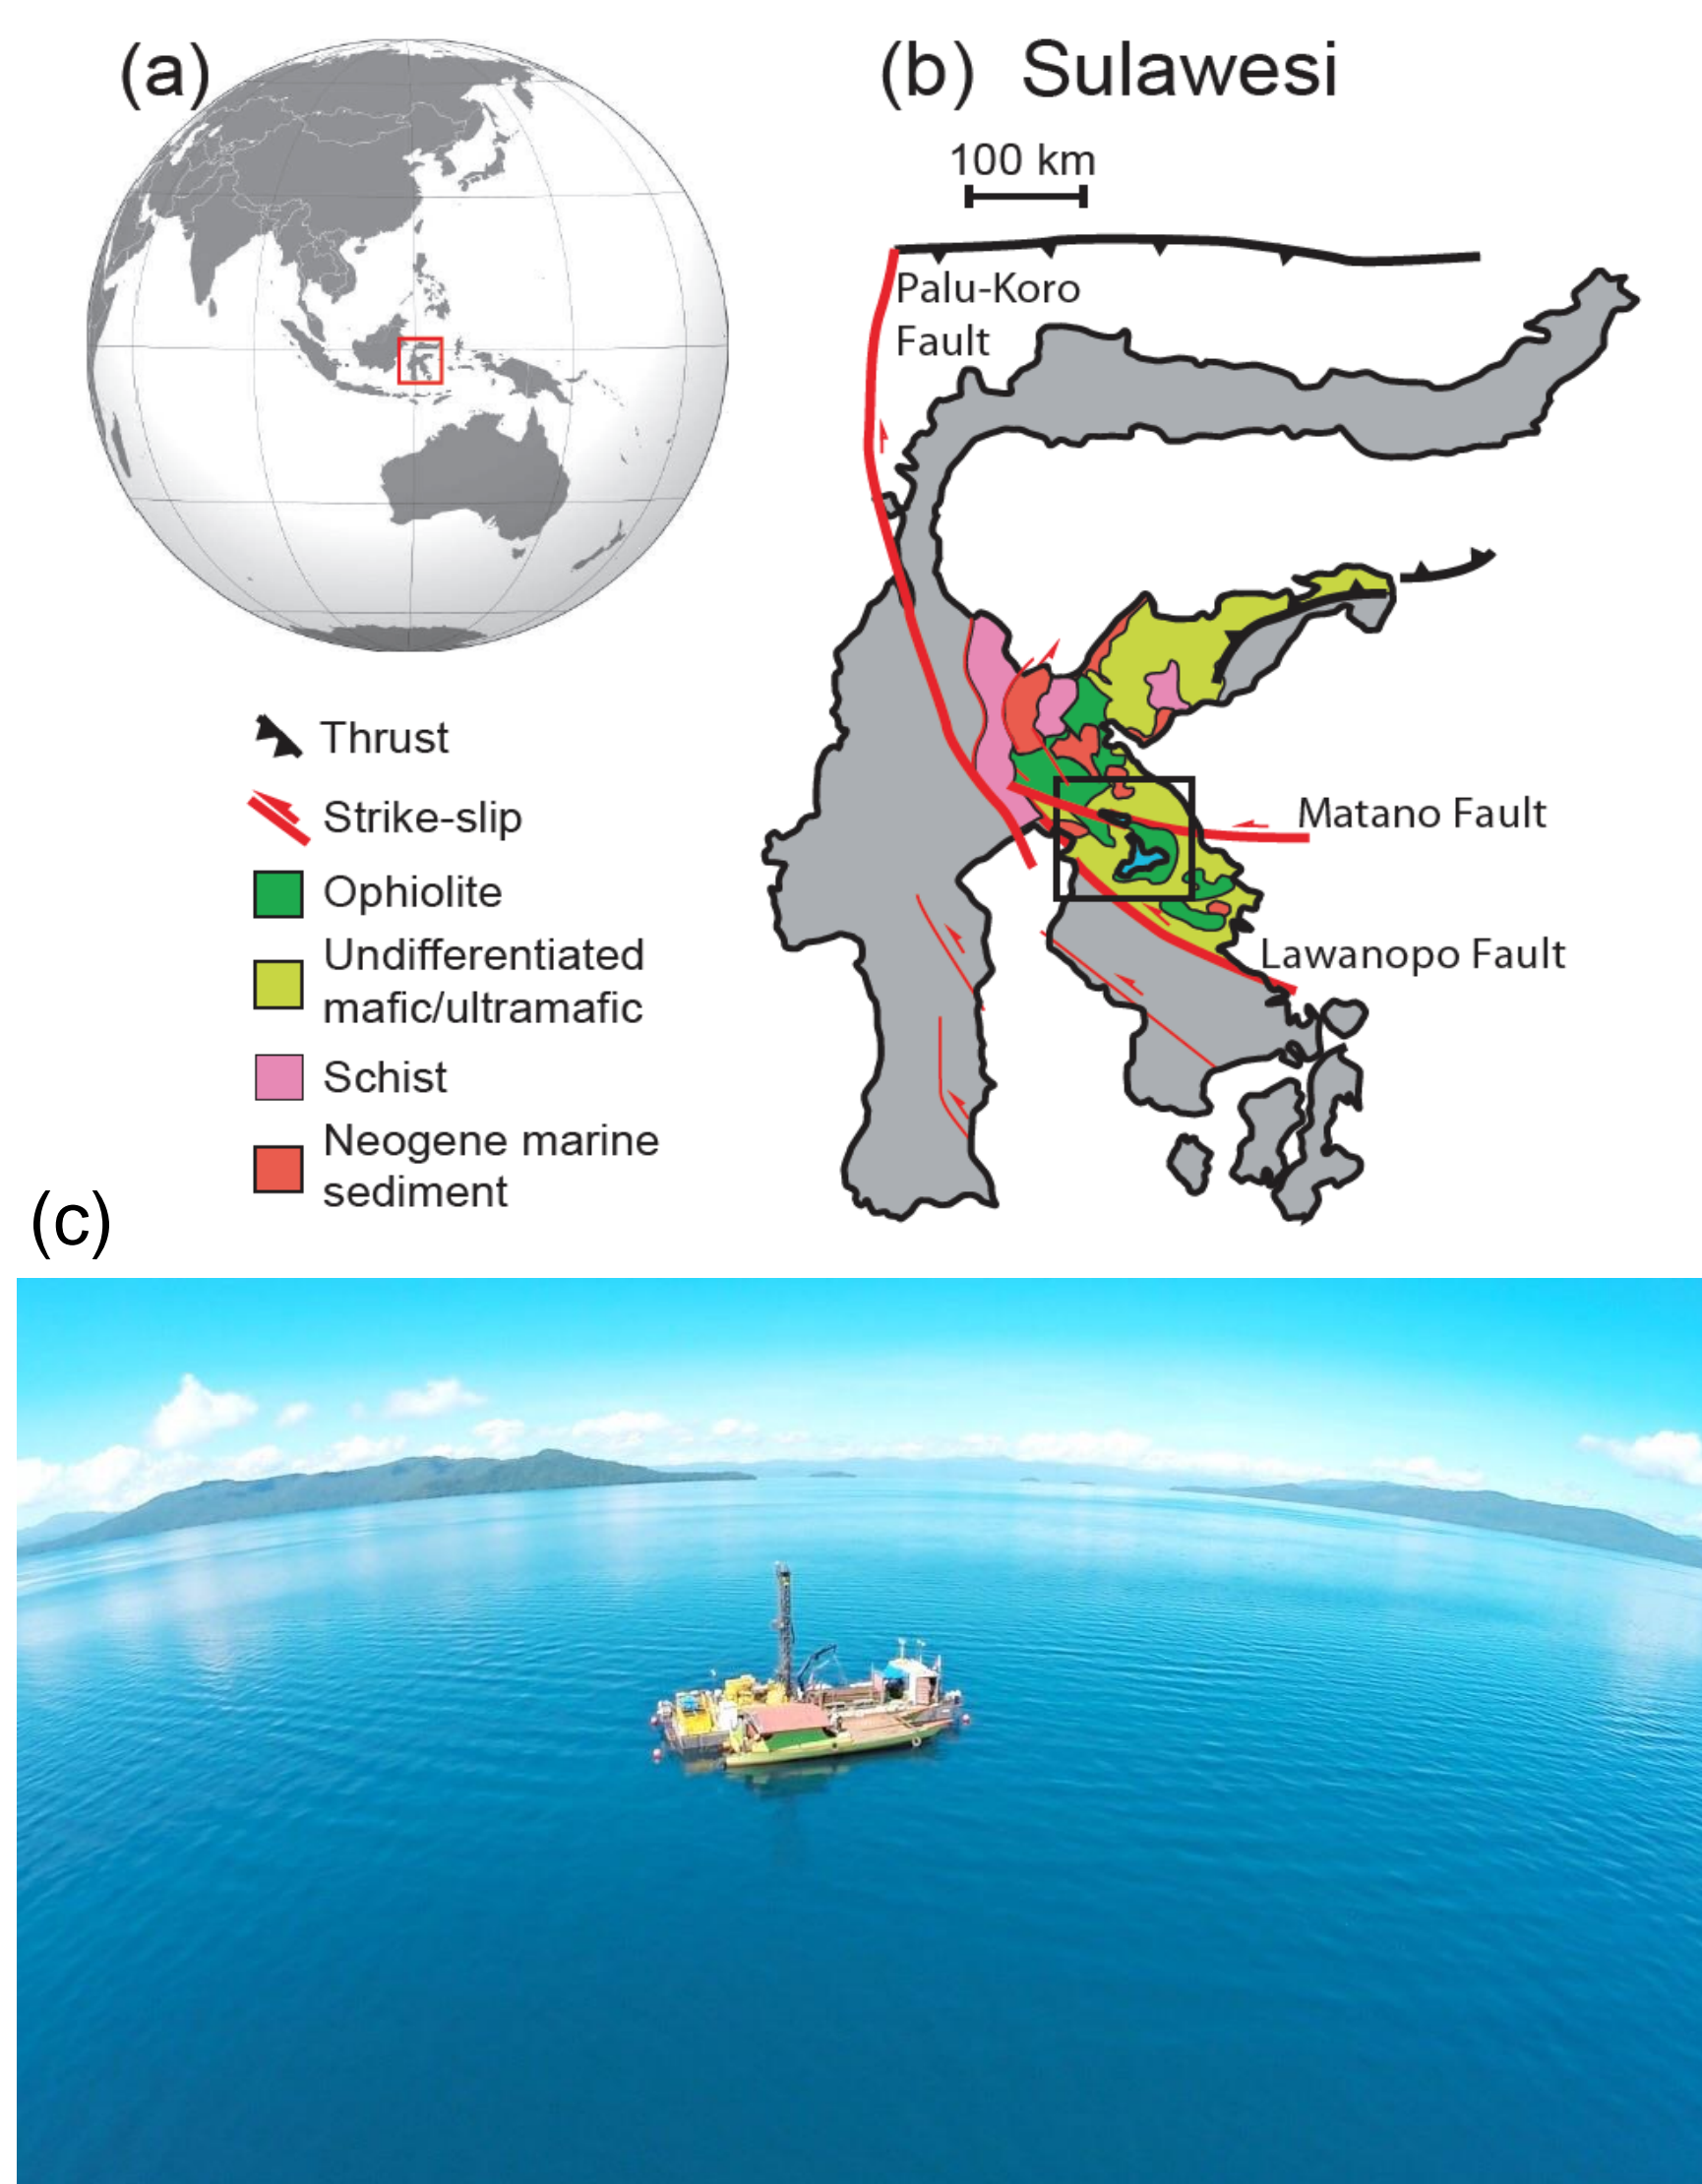 (a)
(b) Sulawesi
100 km
Palu-Koro
Fault
Matano Fault
Lawanopo Fault
Thrust
Strike-slip
Ophiolite
Undifferentiated
mafic/ultramafic
Schist
Neogene marine
sediment
(c)